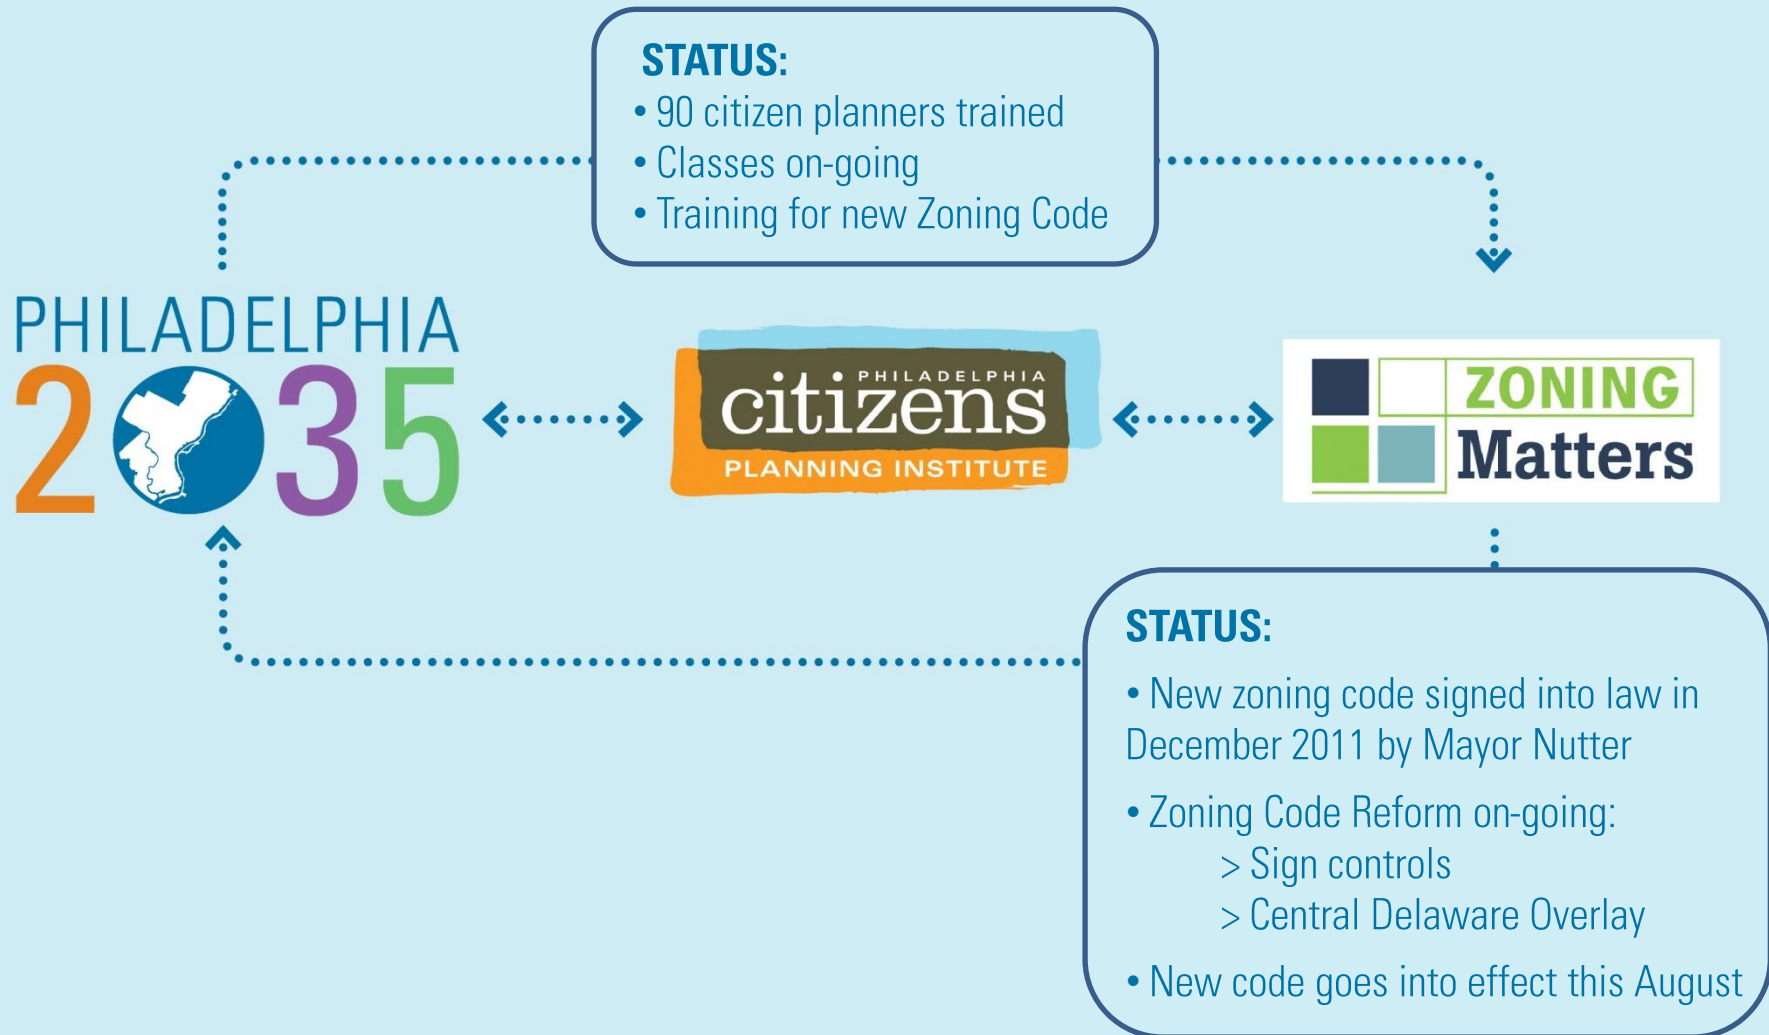 STATUS:
• 90 citizen planners trained
• Classes on-going
• Training for new Zoning Code
PHILADELPHIA
2035
PHILADELPHIA
citizens
PLANNING INSTITUTE
ZONING
Matters
STATUS:
• New zoning code signed into law in
December 2011 by Mayor Nutter
• Zoning Code Reform on-going:
> Sign controls
> Central Delaware Overlay
• New code goes into effect this August